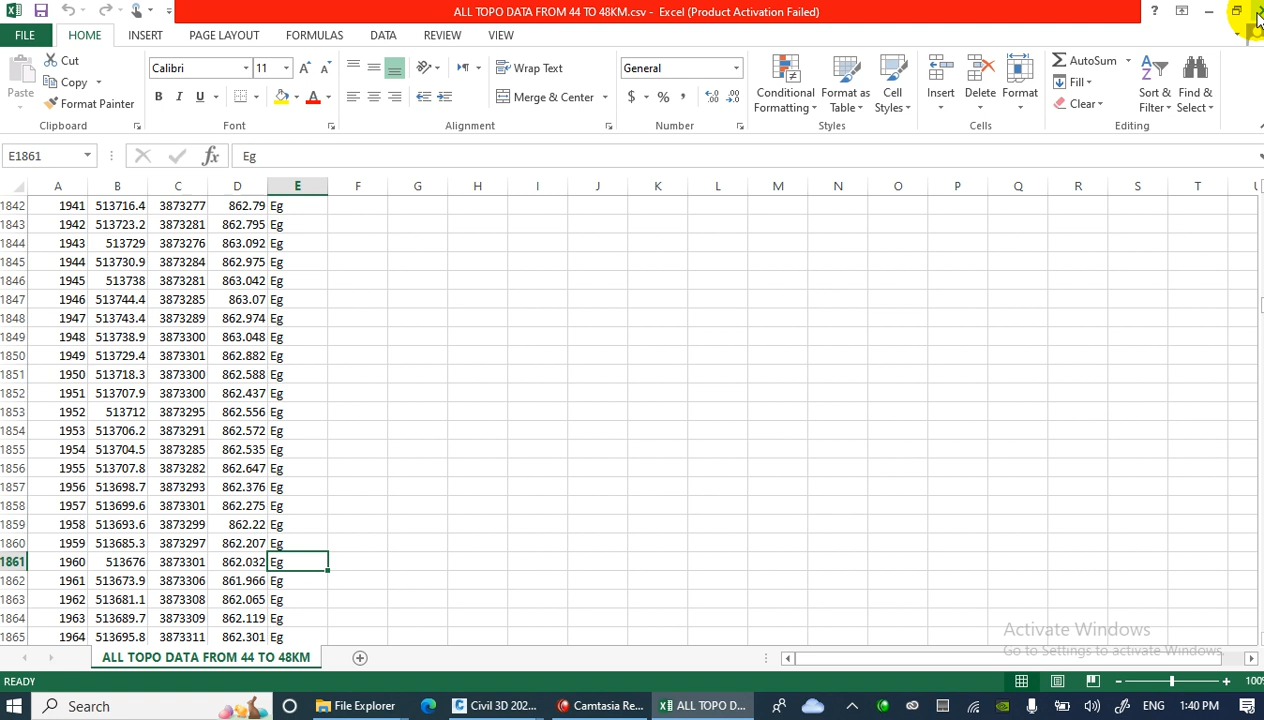 ALL TOPO DATA FROM 44 TO 48KM.csv - Excel (Product Activation Failed)
FILE HOME INSERT PAGE LAYOUT FORMULAS DATA REVIEW VIEW
Cut
Copy
Format Painter
Paste
Clipboard
Calibri 11
B I U
Font
Wrap Text
Merge & Center
Alignment
General
$ % ,
Number
Conditional Formatting
Format as Table
Cell Styles
Styles
Insert Delete Format
Cells
AutoSum
Fill
Clear
Sort & Filter
Find & Select
Editing
E1861 fx Eg
A B C D E F G H I J K L M N O P Q R S T
1842 1941 513716.4 3873277 862.79 Eg
1843 1942 513723.2 3873281 862.795 Eg
1844 1943 513729 3873276 863.092 Eg
1845 1944 513730.9 3873284 862.975 Eg
1846 1945 513738 3873281 863.042 Eg
1847 1946 513744.4 3873285 863.07 Eg
1848 1947 513743.4 3873289 862.974 Eg
1849 1948 513738.9 3873300 863.048 Eg
1850 1949 513729.4 3873301 862.882 Eg
1851 1950 513718.3 3873300 862.588 Eg
1852 1951 513707.9 3873300 862.437 Eg
1853 1952 513712 3873295 862.556 Eg
1854 1953 513706.2 3873291 862.572 Eg
1855 1954 513704.5 3873285 862.535 Eg
1856 1955 513707.8 3873282 862.647 Eg
1857 1956 513698.7 3873293 862.376 Eg
1858 1957 513699.6 3873301 862.275 Eg
1859 1958 513693.6 3873299 862.22 Eg
1860 1959 513685.3 3873297 862.207 Eg
1861 1960 513676 3873301 862.032 Eg
1862 1961 513673.9 3873306 861.966 Eg
1863 1962 513681.1 3873308 862.065 Eg
1864 1963 513689.7 3873309 862.119 Eg
1865 1964 513695.8 3873311 862.301 Eg
Activate Windows
Go to Settings to activate Windows.
ALL TOPO DATA FROM 44 TO 48KM
READY 100%
Search File Explorer Civil 3D 202... Camtasia Re... ALL TOPO D... ENG 1:40 PM